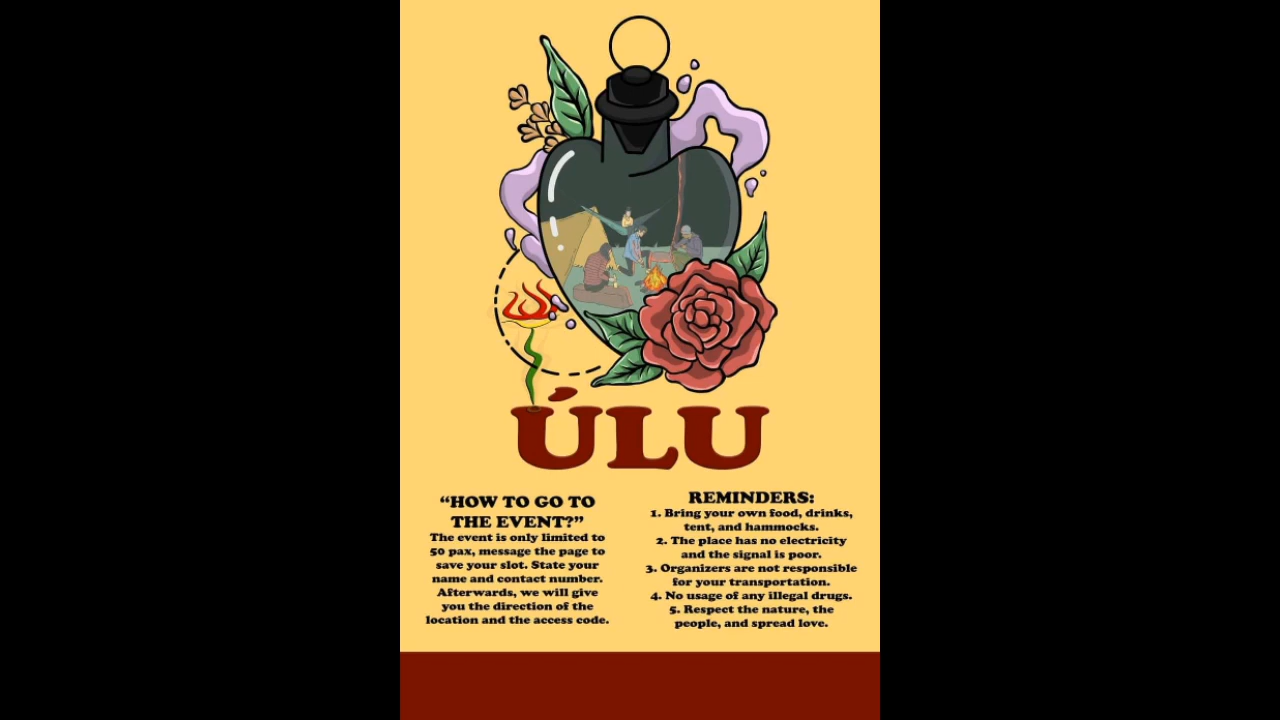 ÚLU
“HOW TO GO TO
THE EVENT?”
The event is only limited to
50 pax, message the page to
save your slot. State your
name and contact number.
Afterwards, we will give
you the direction of the
location and the access code.
REMINDERS:
1. Bring your own food, drinks,
tent, and hammocks.
2. The place has no electricity
and the signal is poor.
3. Organizers are not responsible
for your transportation.
4. No usage of any illegal drugs.
5. Respect the nature, the
people, and spread love.